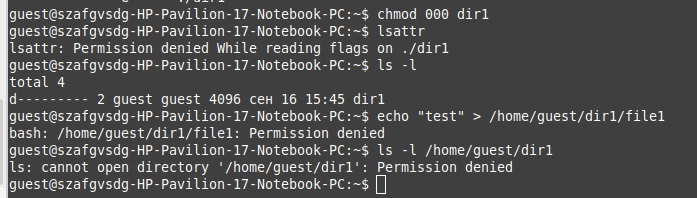 guest@szafgvsdg-HP-Pavilion-17-Notebook-PC:~$ chmod 000 dir1
guest@szafgvsdg-HP-Pavilion-17-Notebook-PC:~$ lsattr
lsattr: Permission denied While reading flags on ./dir1
guest@szafgvsdg-HP-Pavilion-17-Notebook-PC:~$ ls -l
total 4
d--------- 2 guest guest 4096 сен 16 15:45 dir1
guest@szafgvsdg-HP-Pavilion-17-Notebook-PC:~$ echo "test" > /home/guest/dir1/file1
bash: /home/guest/dir1/file1: Permission denied
guest@szafgvsdg-HP-Pavilion-17-Notebook-PC:~$ ls -l /home/guest/dir1
ls: cannot open directory '/home/guest/dir1': Permission denied
guest@szafgvsdg-HP-Pavilion-17-Notebook-PC:~$